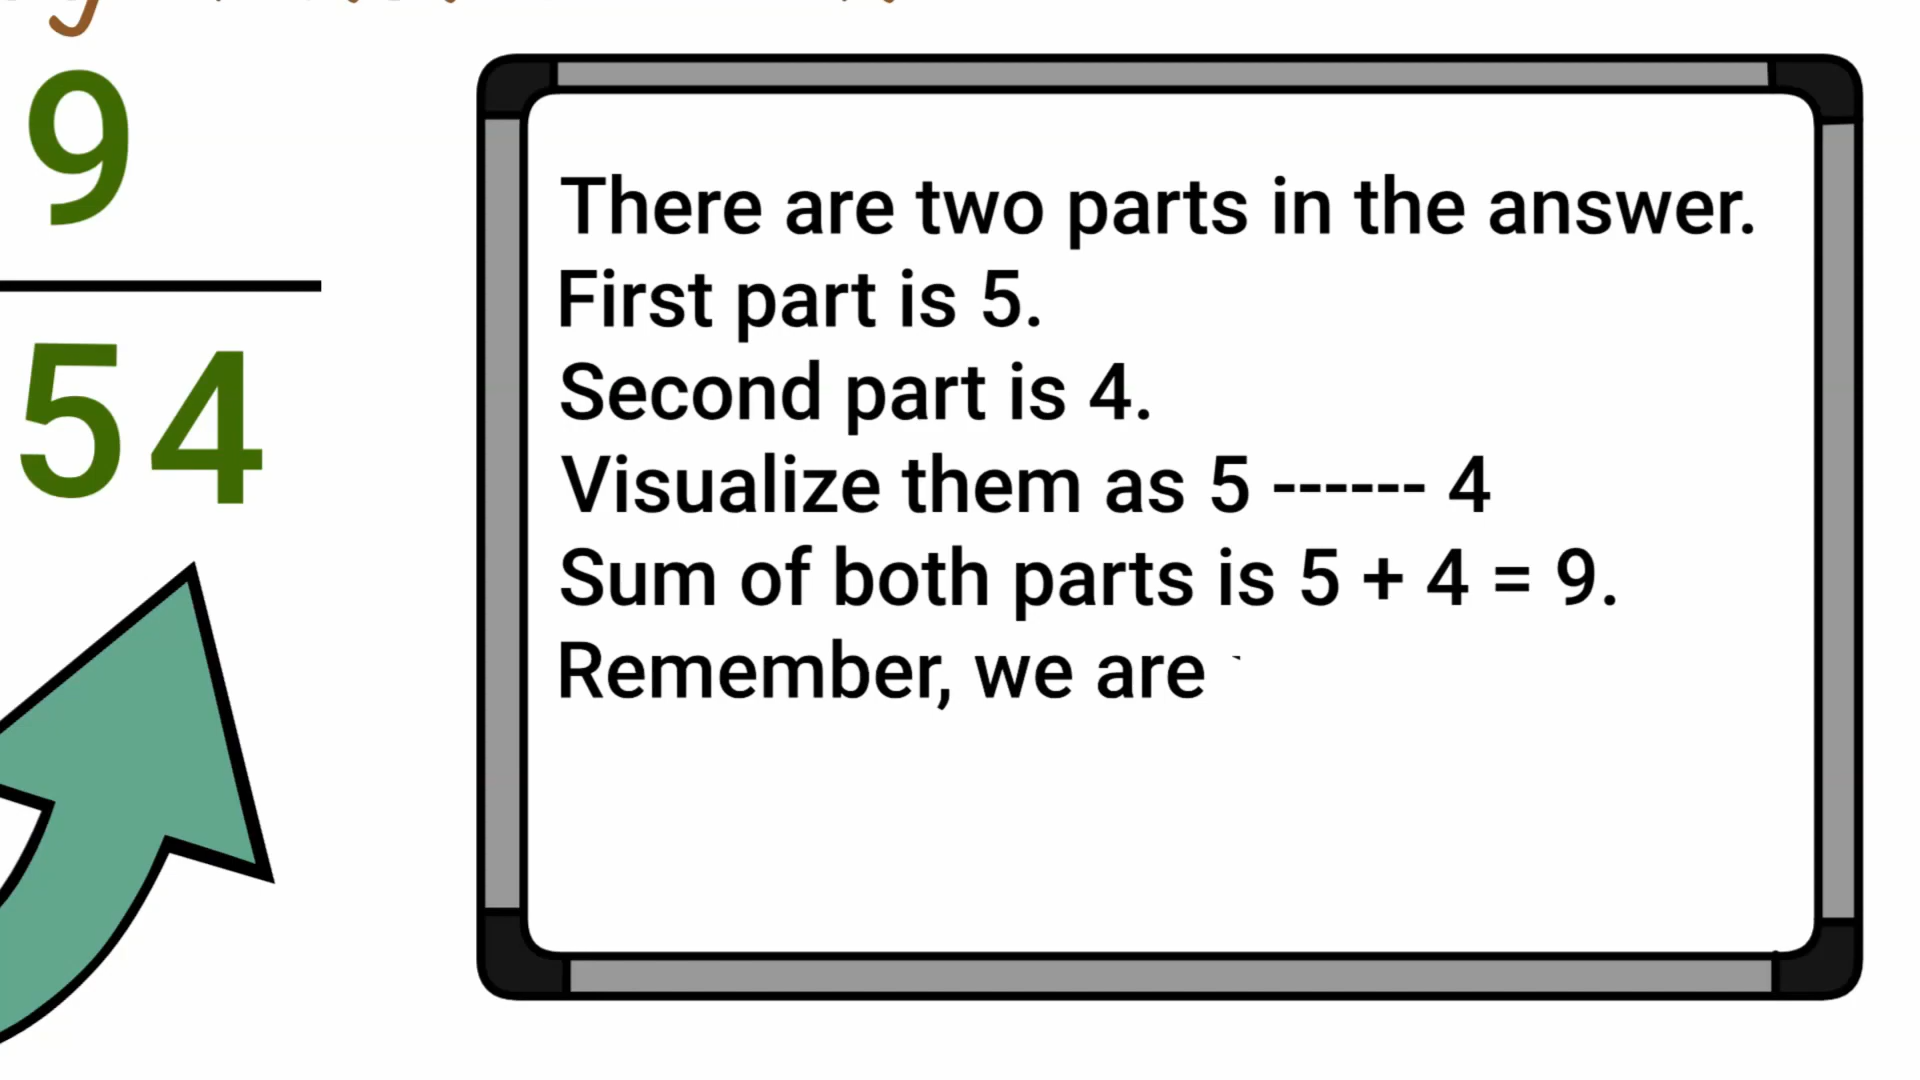 9
54
There are two parts in the answer.
First part is 5.
Second part is 4.
Visualize them as 5 ------ 4
Sum of both parts is 5 + 4 = 9.
Remember, we are